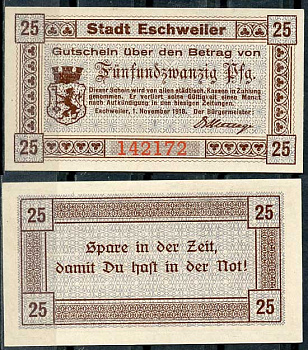 25 Stadt Eschweiler 25
Gutschein über den Betrag von
Fünfundzwanzig Pfg.
Dieser Schein wird von allen städtisch. Kassen in Zahlung
genommen. Er verliert seine Gültigkeit einen Monat
nach Aufkündigung in den hiesigen Zeitungen.
Eschweiler, 1. November 1918. Der Bürgermeister:
25 142172 25
25 25
Spare in der Zeit,
damit Du hast in der Not!
25 25